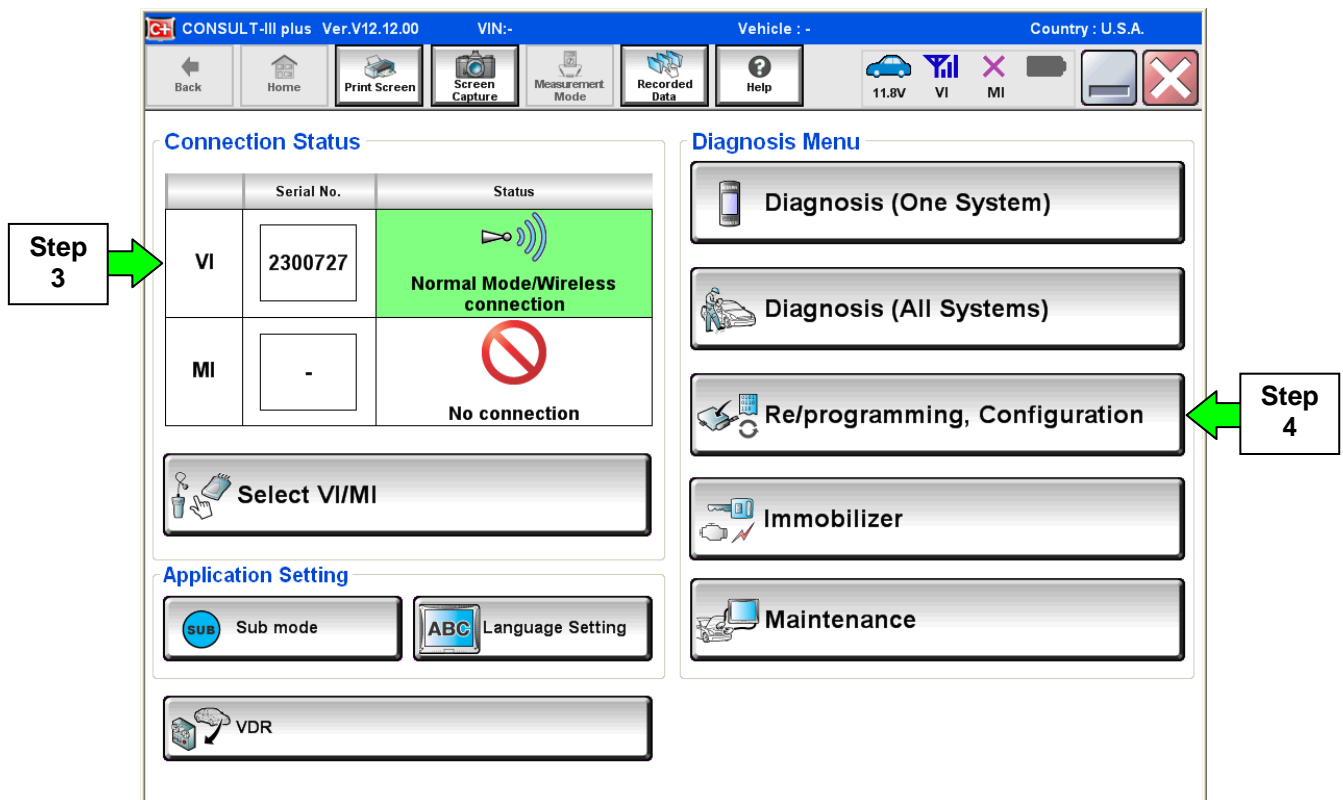 C+ CONSULT-III plus Ver.V12.12.00 VIN:- Vehicle : - Country : U.S.A.
Back
Home
Print Screen
Screen
Capture
Measurement
Mode
Recorded
Data
Help
11.8V
VI
MI
Connection Status
Serial No.
Status
Step
3
VI
2300727
Normal Mode/Wireless
connection
MI
-
No connection
Select VI/MI
Application Setting
SUB
Sub mode
ABC
Language Setting
VDR
Diagnosis Menu
Diagnosis (One System)
Diagnosis (All Systems)
Re/programming, Configuration
Step
4
Immobilizer
Maintenance